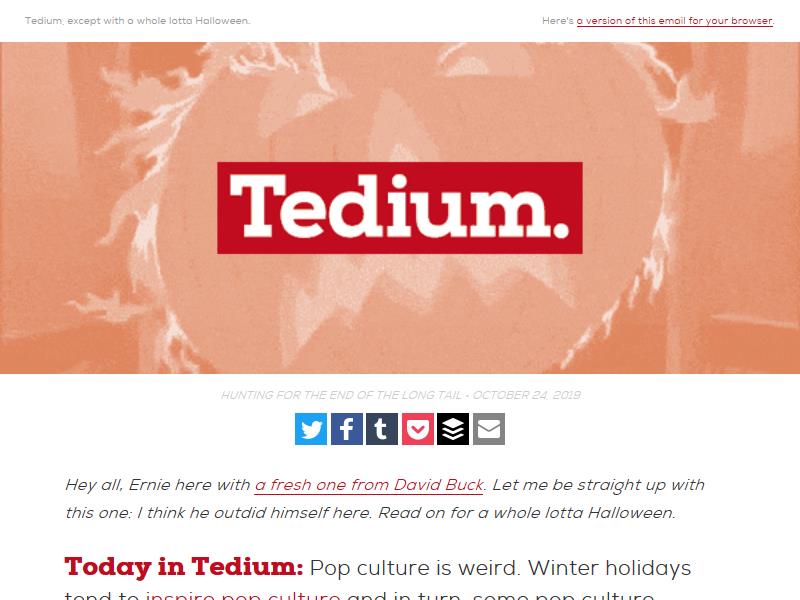 Tedium, except with a whole lotta Halloween.
Here's a version of this email for your browser.
Tedium.
HUNTING FOR THE END OF THE LONG TAIL • OCTOBER 24, 2019
Hey all, Ernie here with a fresh one from David Buck. Let me be straight up with
this one: I think he outdid himself here. Read on for a whole lotta Halloween.
Today in Tedium: Pop culture is weird. Winter holidays
tend to inspire pop culture and in turn, some pop culture